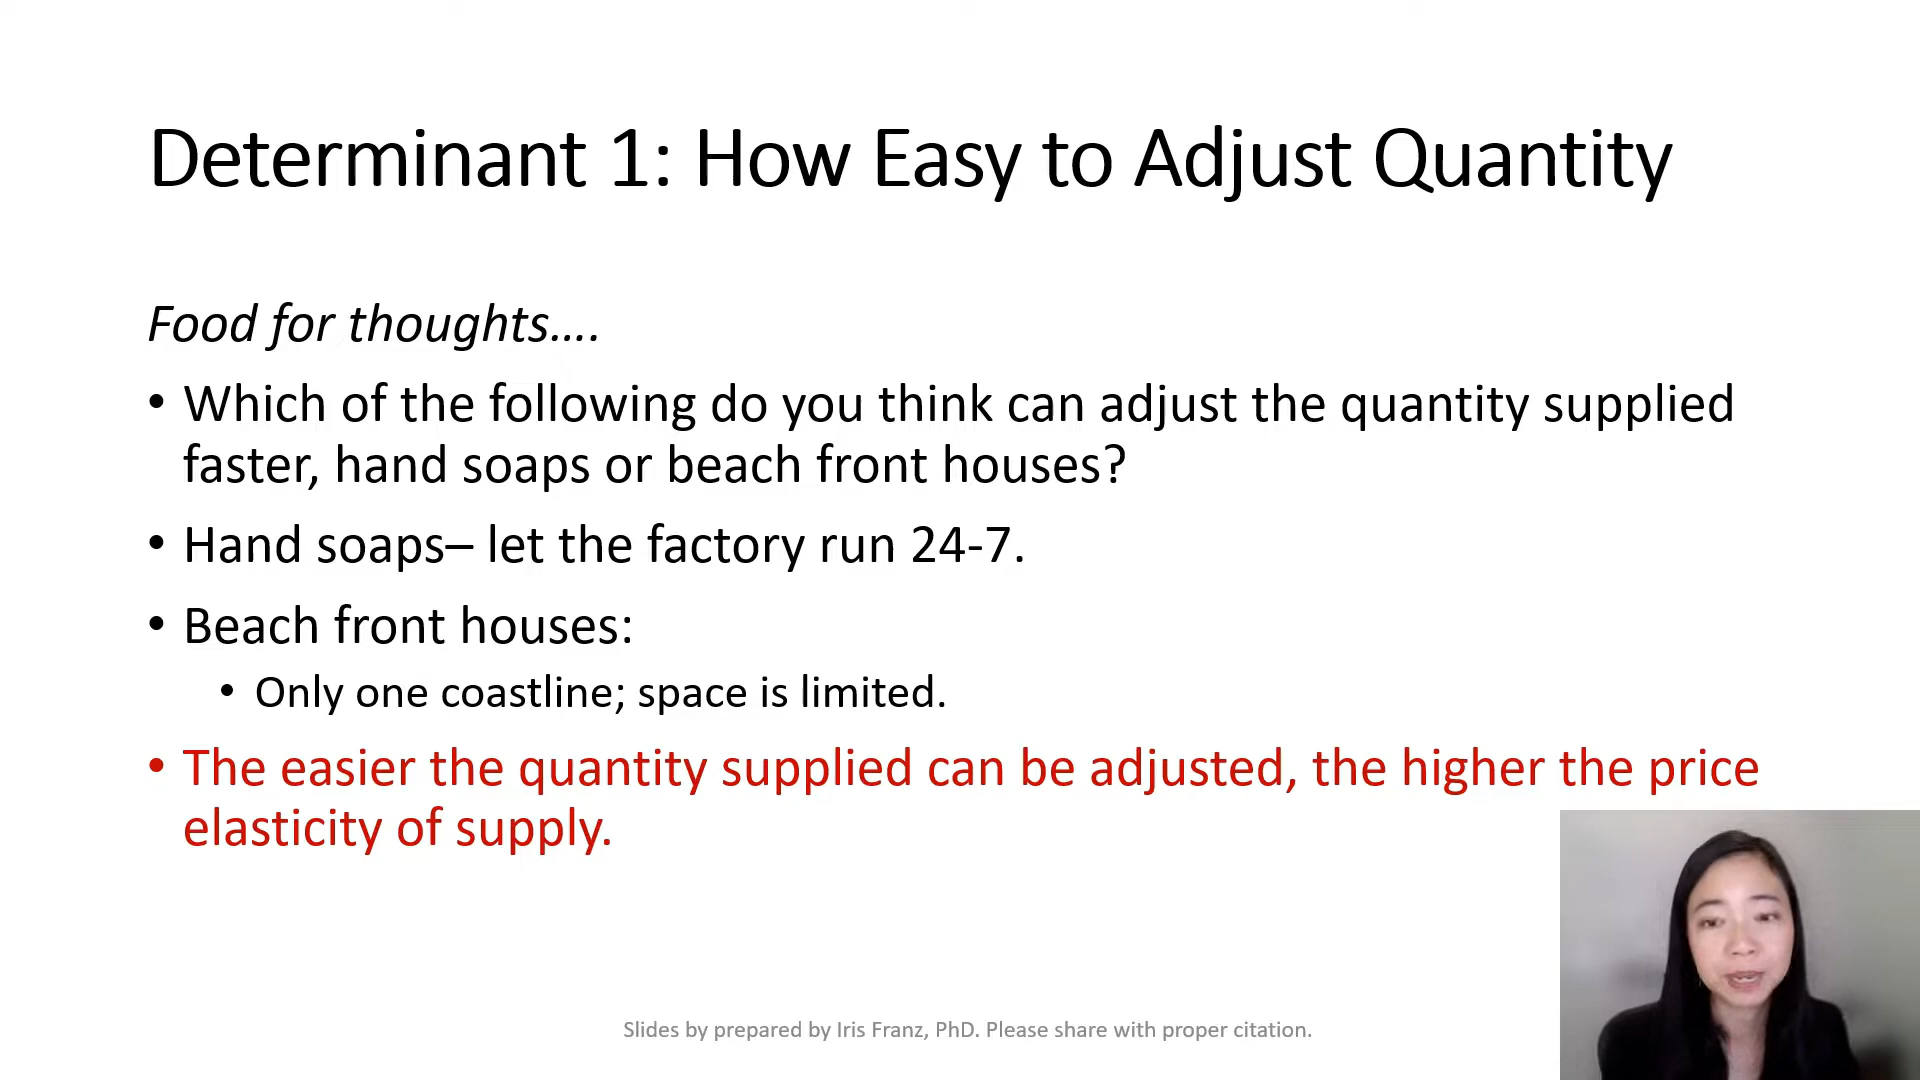 Determinant 1: How Easy to Adjust Quantity
Food for thoughts....
• Which of the following do you think can adjust the quantity supplied
faster, hand soaps or beach front houses?
• Hand soaps– let the factory run 24-7.
• Beach front houses:
• Only one coastline; space is limited.
• The easier the quantity supplied can be adjusted, the higher the price
elasticity of supply.
Slides by prepared by Iris Franz, PhD. Please share with proper citation.